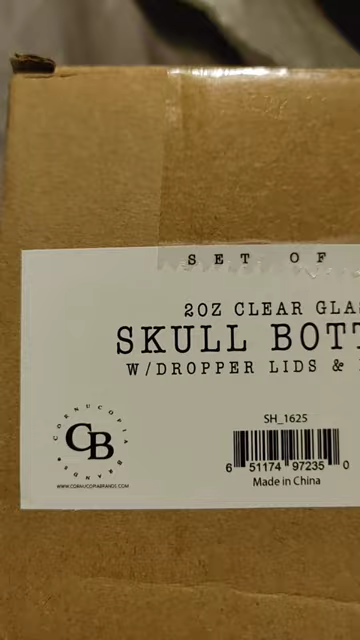 SET OF
2OZ CLEAR GLAS
SKULL BOTT
W/DROPPER LIDS &
CORNUCOPIA BRANDS
CB
WWW.CORNUCOPIABRANDS.COM
SH_1625
6 51174 97235 0
Made in China